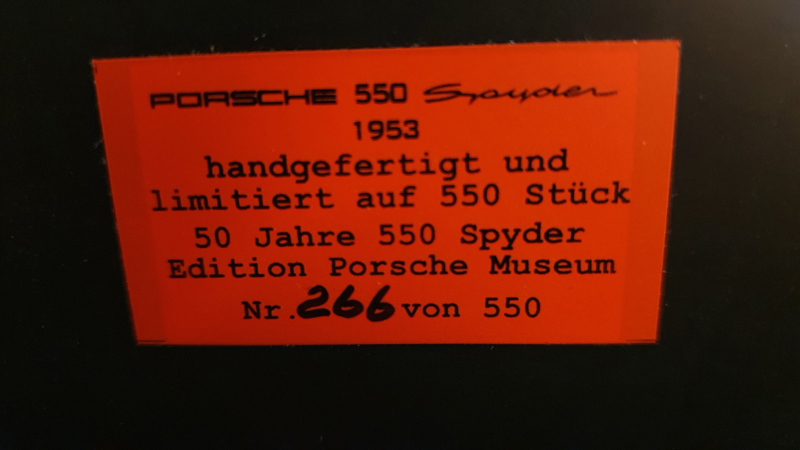 PORSCHE 550 Spyder
1953
handgefertigt und
limitiert auf 550 Stück
50 Jahre 550 Spyder
Edition Porsche Museum
Nr. 266 von 550